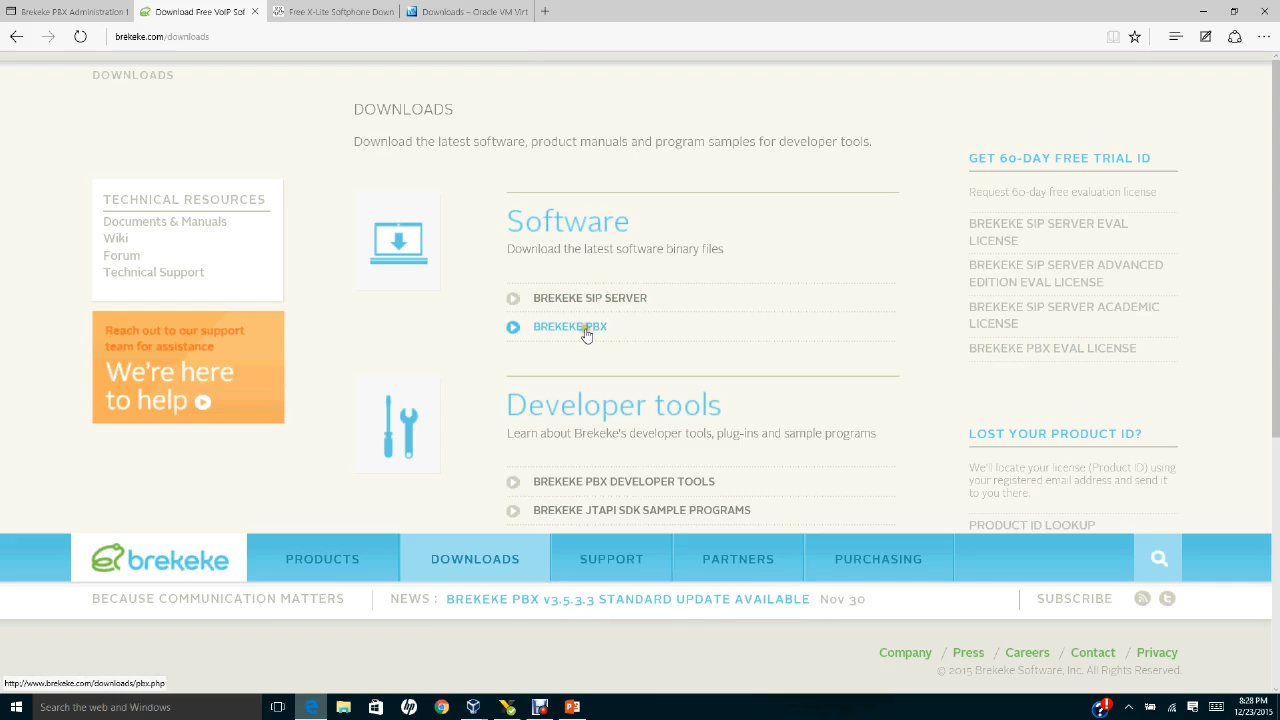 Brekeke PBX Administration 1
Downloads VoIP Sof
Free X-Lite Softphone Down
Downloads – Oracle VM Virt
brekeke.com/downloads
DOWNLOADS
DOWNLOADS
Download the latest software, product manuals and program samples for developer tools.
TECHNICAL RESOURCES
Documents & Manuals
Wiki
Forum
Technical Support
Reach out to our support
team for assistance
We're here
to help
Software
Download the latest software binary files
BREKEKE SIP SERVER
BREKEKE PBX
Developer tools
Learn about Brekeke's developer tools, plug-ins and sample programs
BREKEKE PBX DEVELOPER TOOLS
BREKEKE JTAPI SDK SAMPLE PROGRAMS
GET 60-DAY FREE TRIAL ID
Request 60-day free evaluation license
BREKEKE SIP SERVER EVAL
LICENSE
BREKEKE SIP SERVER ADVANCED
EDITION EVAL LICENSE
BREKEKE SIP SERVER ACADEMIC
LICENSE
BREKEKE PBX EVAL LICENSE
LOST YOUR PRODUCT ID?
We'll locate your license (Product ID) using
your registered email address and send it
to you there.
PRODUCT ID LOOKUP
brekeke
PRODUCTS
DOWNLOADS
SUPPORT
PARTNERS
PURCHASING
BECAUSE COMMUNICATION MATTERS
NEWS : BREKEKE PBX v3.5.3.3 STANDARD UPDATE AVAILABLE Nov 30
SUBSCRIBE
Company / Press / Careers / Contact / Privacy
© 2015 Brekeke Software, Inc. All Rights Reserved.
http://www.brekeke.com/downloads/pbx.php
Search the web and Windows
8:28 PM
12/23/2015